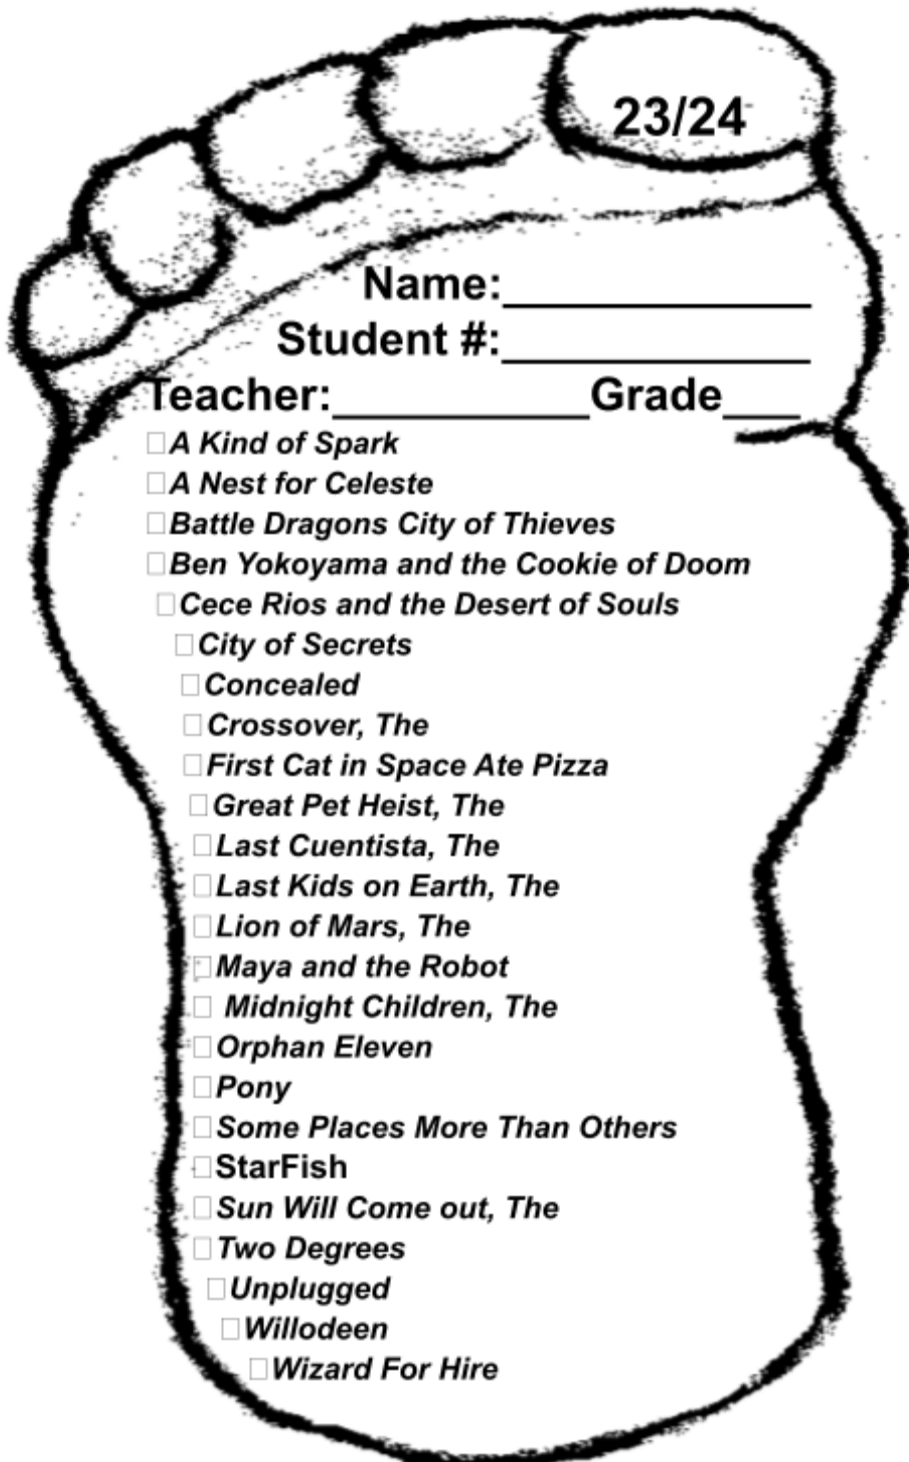 23/24
Name:____________
Student #:____________
Teacher:__________Grade___
□A Kind of Spark
□A Nest for Celeste
□Battle Dragons City of Thieves
□Ben Yokoyama and the Cookie of Doom
□Cece Rios and the Desert of Souls
□City of Secrets
□Concealed
□Crossover, The
□First Cat in Space Ate Pizza
□Great Pet Heist, The
□Last Cuentista, The
□Last Kids on Earth, The
□Lion of Mars, The
□Maya and the Robot
□ Midnight Children, The
□Orphan Eleven
□Pony
□Some Places More Than Others
□StarFish
□Sun Will Come out, The
□Two Degrees
□Unplugged
□Willodeen
□Wizard For Hire